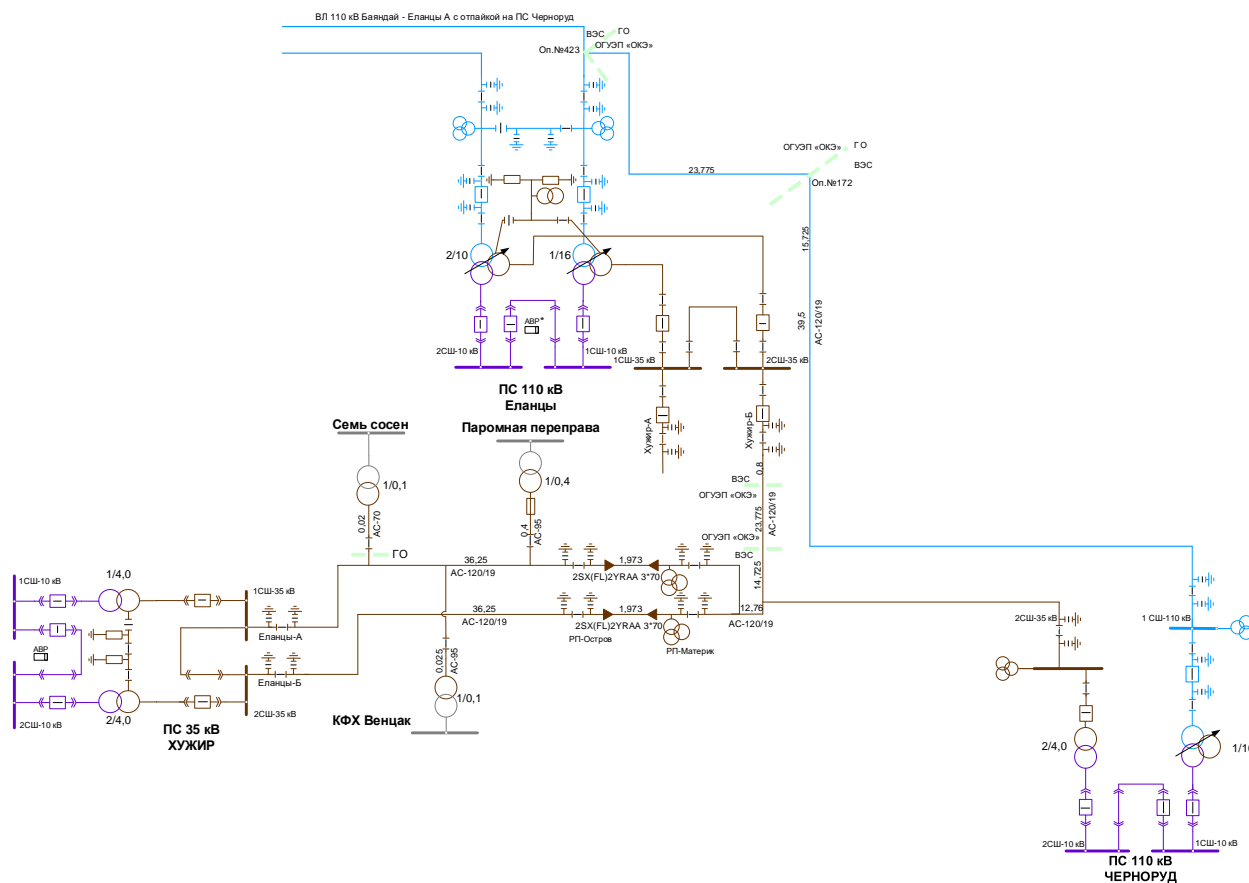 ВЛ 110 кВ Баяндай - Еланцы А с отпайкой на ПС Черноруд
ВЭС
ГО
Оп.№423
ОГУЭП «ОКЭ»
ОГУЭП «ОКЭ»
ГО
ВЭС
23,775
Оп.№172
15,725
2/10
1/16
39,5
АС-120/19
АВР*
2СШ-10 кВ
1СШ-10 кВ
1СШ-35 кВ
2СШ-35 кВ
ПС 110 кВ
Еланцы
Хужир-А
Хужир-Б
Семь сосен
Паромная переправа
0,8
ВЭС
ОГУЭП «ОКЭ»
1/0,1
1/0,4
0,02
АС-70
0,4
АС-95
23,775
АС-120/19
ОГУЭП «ОКЭ»
ВЭС
ГО
36,25
АС-120/19
1,973
2SX(FL)2YRAA 3*70
14,725
1СШ-10 кВ
1/4,0
1СШ-35 кВ
36,25
АС-120/19
1,973
2SX(FL)2YRAA 3*70
12,76
АС-120/19
2СШ-35 кВ
1 СШ-110 кВ
Еланцы-А
РП-Остров
РП-Материк
АВР
0,025
АС-95
Еланцы-Б
1/0,1
2СШ-10 кВ
2/4,0
2СШ-35 кВ
ПС 35 кВ
ХУЖИР
КФХ Венцак
2/4,0
2СШ-10 кВ
1СШ-10 кВ
ПС 110 кВ
ЧЕРНОРУД